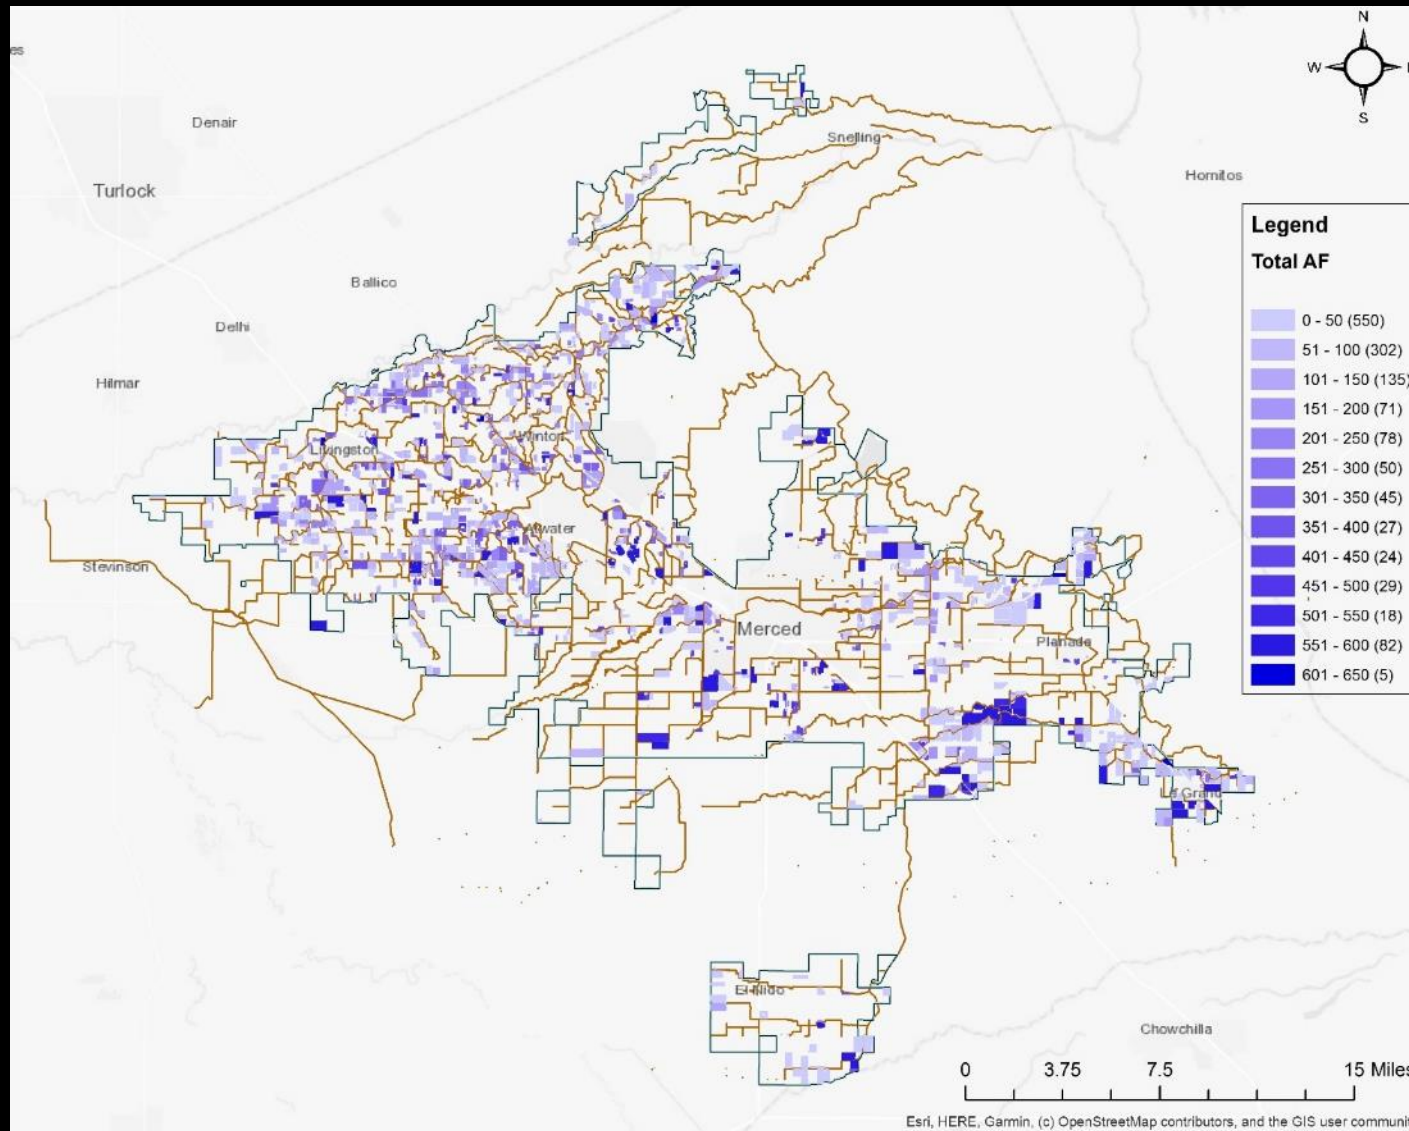 N
W
S
es
Denair
Snelling
Turlock
Hornitos
Ballico
Delhi
Hilmar
Winton
Livingston
Atwater
Stevinson
Merced
Planada
Le Grand
El Nido
Chowchilla
Legend
Total AF
0 - 50 (550)
51 - 100 (302)
101 - 150 (135)
151 - 200 (71)
201 - 250 (78)
251 - 300 (50)
301 - 350 (45)
351 - 400 (27)
401 - 450 (24)
451 - 500 (29)
501 - 550 (18)
551 - 600 (82)
601 - 650 (5)
0 3.75 7.5 15 Miles
Esri, HERE, Garmin, (c) OpenStreetMap contributors, and the GIS user communit